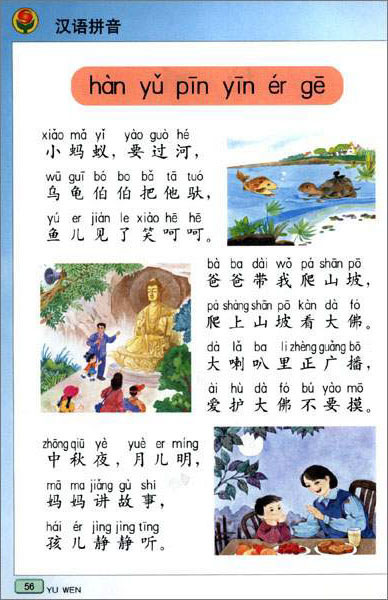 汉语拼音
hàn yǔ pīn yīn ér gē
xiǎo mǎ yǐ yào guò hé
小蚂蚁,要过河,
wū guī bó bo bǎ tā tuó
乌龟伯伯把他驮,
yú er jiàn le xiào hē hē
鱼儿见了笑呵呵。
bà ba dài wǒ pá shān pō
爸爸带我爬山坡,
pá shàng shān pō kàn dà fó
爬上山坡看大佛。
dà lǎ ba li zhèng guǎng bō
大喇叭里正广播,
ài hù dà fó bú yào mō
爱护大佛不要摸。
zhōng qiū yè yuè er míng
中秋夜,月儿明,
mā ma jiǎng gù shi
妈妈讲故事,
hái ér jìng jìng tīng
孩儿静静听。
56 YU WEN